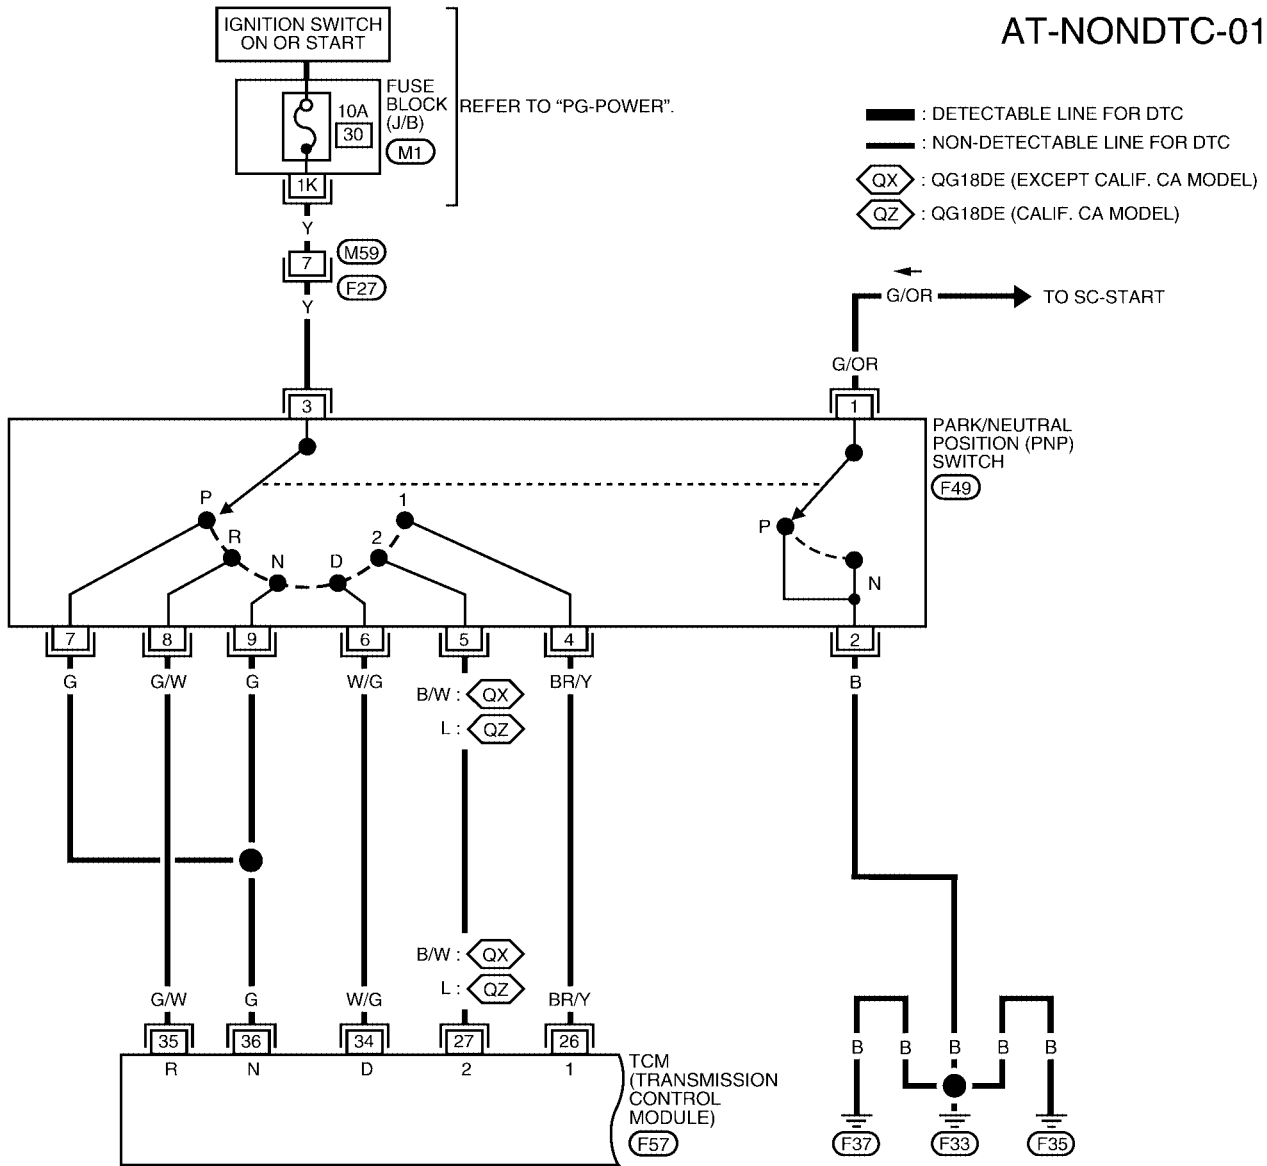 AT-NONDTC-01
IGNITION SWITCH
ON OR START
FUSE
BLOCK
(J/B)
10A
30
M1
REFER TO “PG-POWER”.
: DETECTABLE LINE FOR DTC
: NON-DETECTABLE LINE FOR DTC
QX : QG18DE (EXCEPT CALIF. CA MODEL)
QZ : QG18DE (CALIF. CA MODEL)
1K
Y
7
M59
F27
Y
G/OR
TO SC-START
G/OR
3
1
PARK/NEUTRAL
POSITION (PNP)
SWITCH
F49
P
R
N
D
2
1
P
N
7 8 9 6 5 4 2
G G/W G W/G B/W : QX BR/Y B
L : QZ
B/W : QX
L : QZ
G/W G W/G BR/Y
35 36 34 27 26
R N D 2 1
TCM
(TRANSMISSION
CONTROL
MODULE)
F57
B B B B B
F37 F33 F35